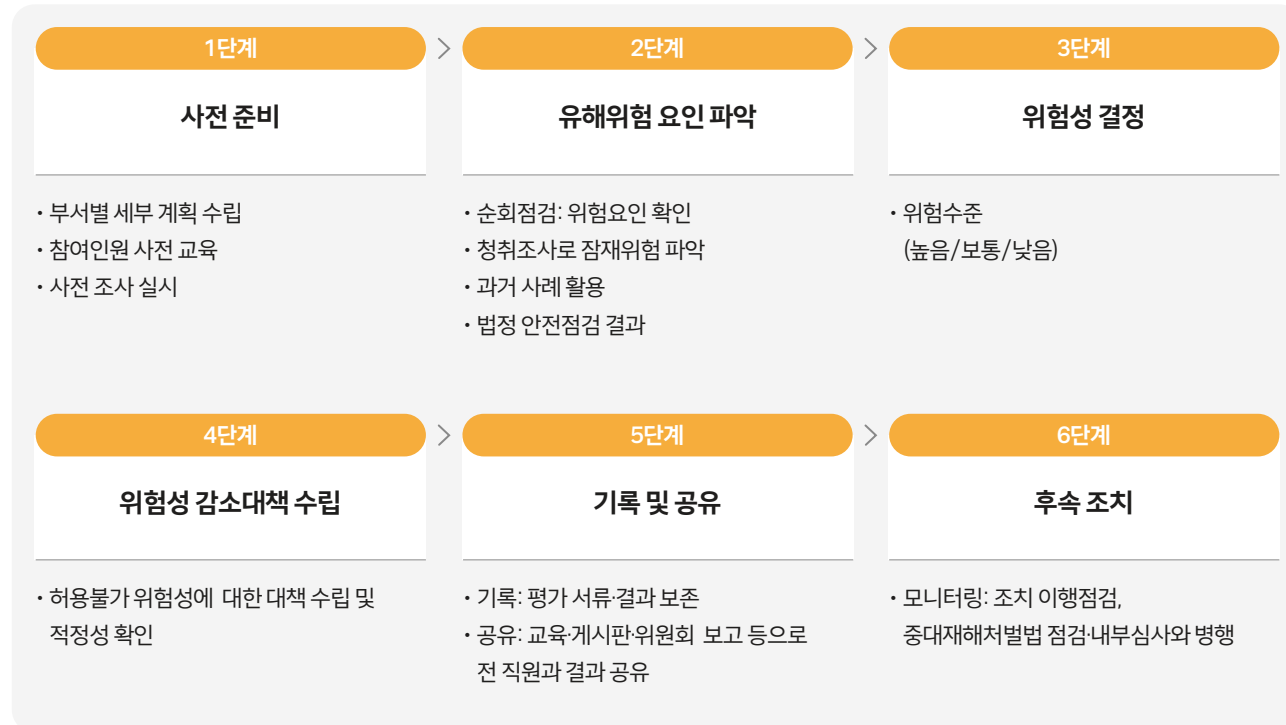 1단계
사전 준비
· 부서별 세부 계획 수립
· 참여인원 사전 교육
· 사전 조사 실시
>
2단계
유해위험 요인 파악
· 순회점검: 위험요인 확인
· 청취조사로 잠재위험 파악
· 과거 사례 활용
· 법정 안전점검 결과
>
3단계
위험성 결정
· 위험수준
(높음/보통/낮음)
4단계
위험성 감소대책 수립
· 허용불가 위험성에 대한 대책 수립 및
적정성 확인
>
5단계
기록 및 공유
· 기록: 평가 서류·결과 보존
· 공유: 교육·게시판·위원회 보고 등으로
전 직원과 결과 공유
>
6단계
후속 조치
· 모니터링: 조치 이행점검,
중대재해처벌법 점검·내부심사와 병행